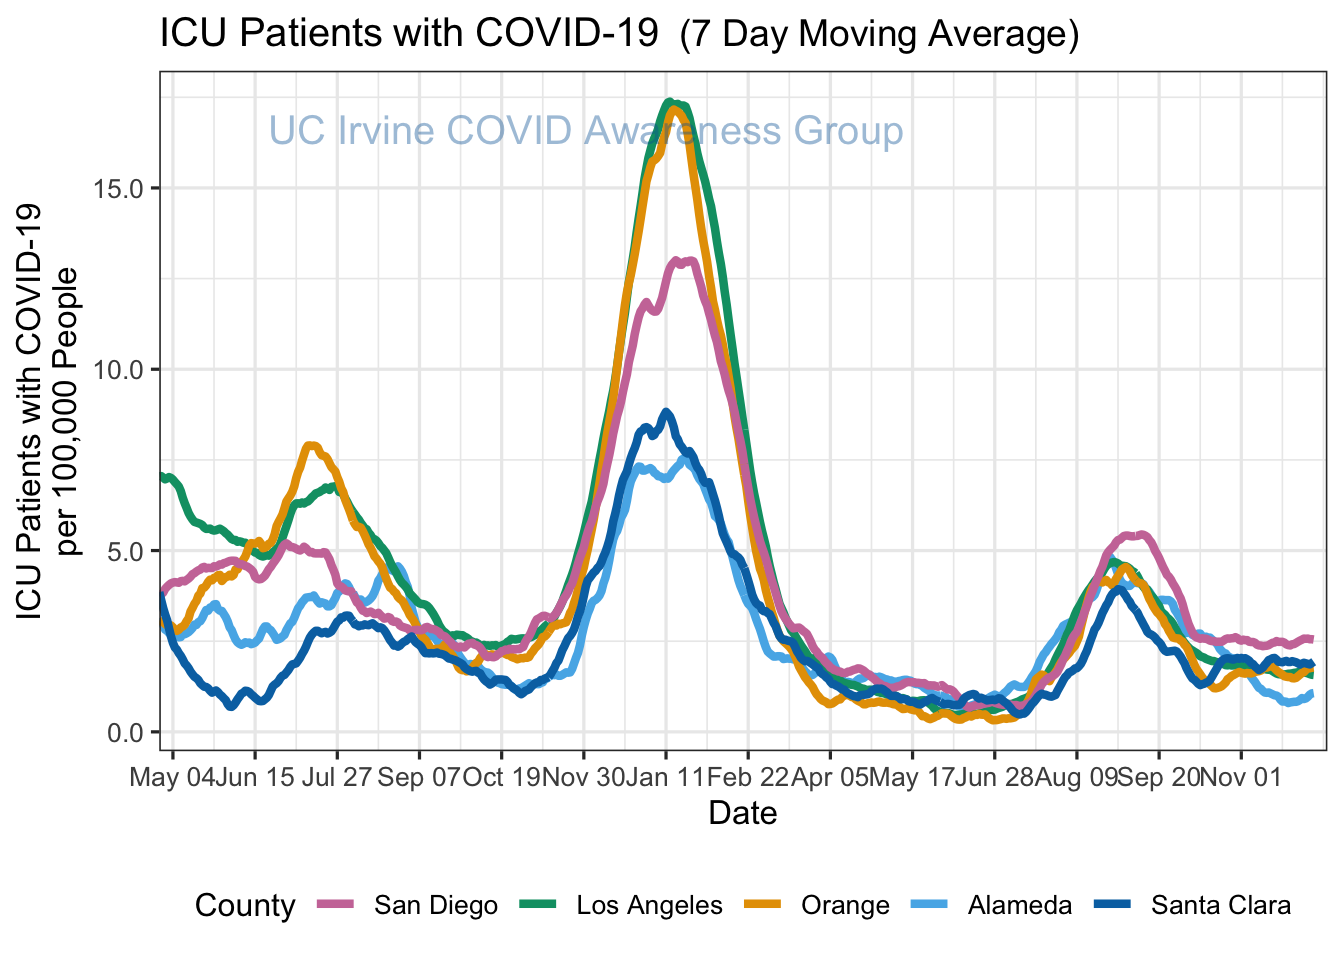 ICU Patients with COVID-19 (7 Day Moving Average)
UC Irvine COVID Awareness Group
ICU Patients with COVID-19
per 100,000 People
15.0
10.0
5.0
0.0
May 04 Jun 15 Jul 27 Sep 07 Oct 19 Nov 30 Jan 11 Feb 22 Apr 05 May 17 Jun 28 Aug 09 Sep 20 Nov 01
Date
County San Diego Los Angeles Orange Alameda Santa Clara